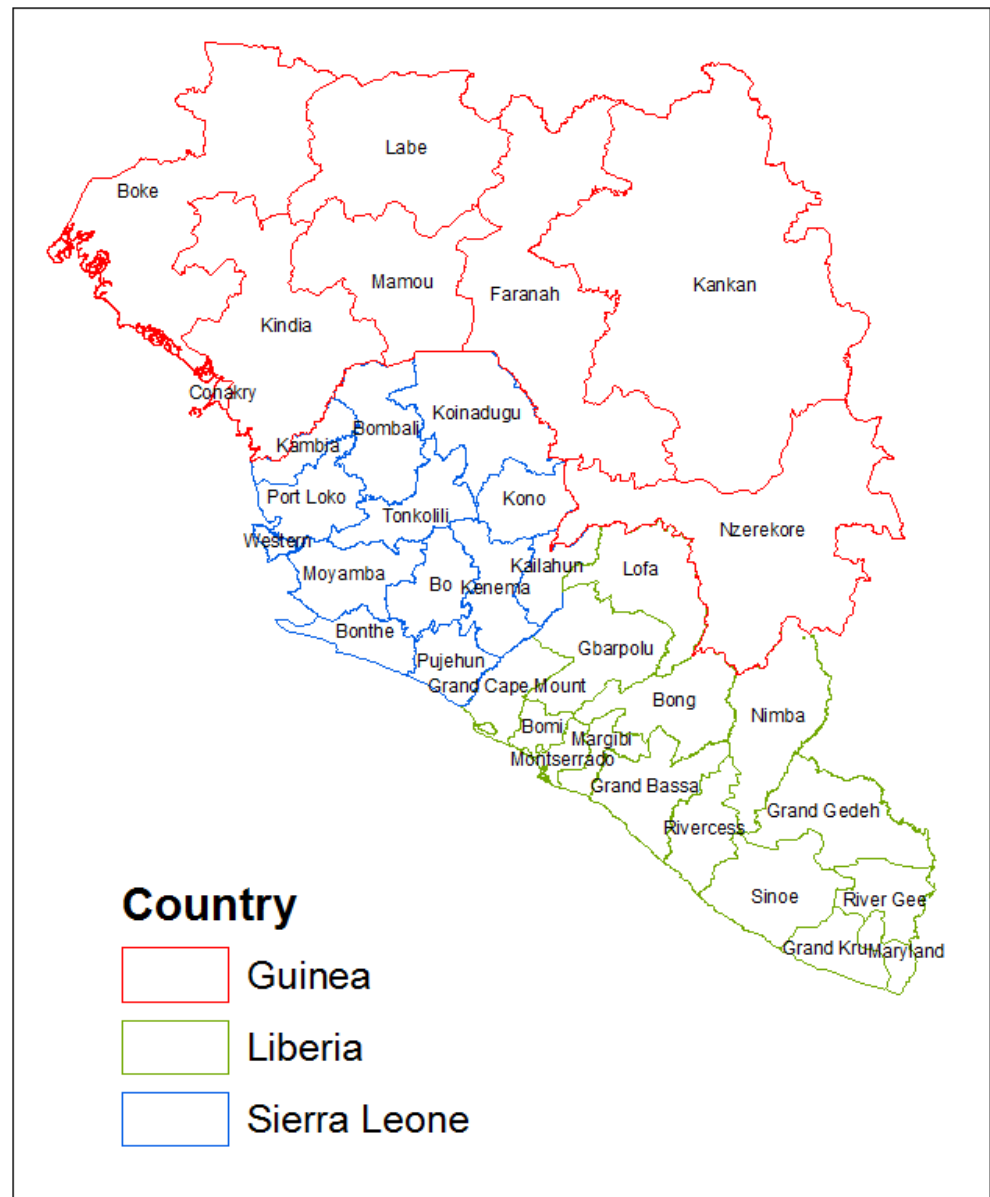 Labe
Boke
Mamou
Faranah
Kankan
Kindia
Conakry
Koinadugu
Bombali
Kambia
Port Loko
Kono
Tonkolili
Nzerekore
Western
Moyamba
Kailahun
Lofa
Bo
Kenema
Bonthe
Gbarpolu
Pujehun
Grand Cape Mount
Bong
Nimba
Bomi
Margibi
Montserrado
Grand Bassa
Grand Gedeh
Rivercess
Sinoe
River Gee
Grand Kru
Maryland
Country
Guinea
Liberia
Sierra Leone